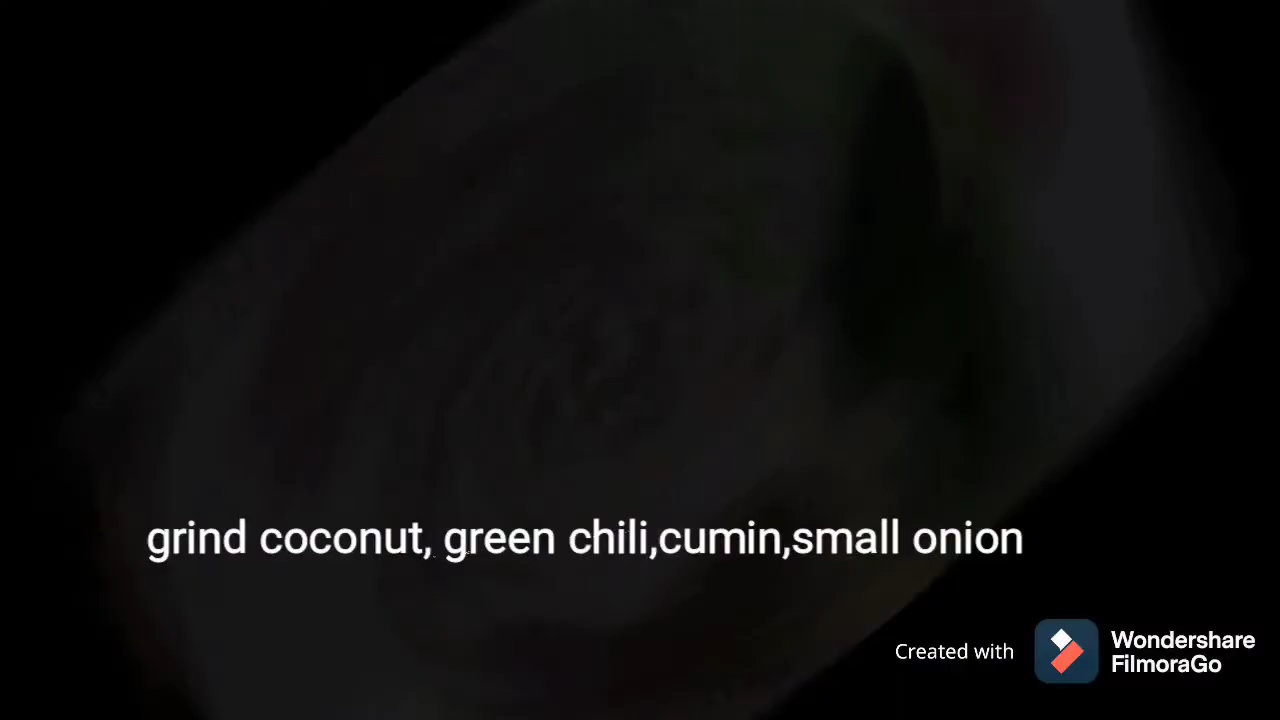 grind coconut, green chili,cumin,small onion
Created with
Wondershare
FilmoraGo